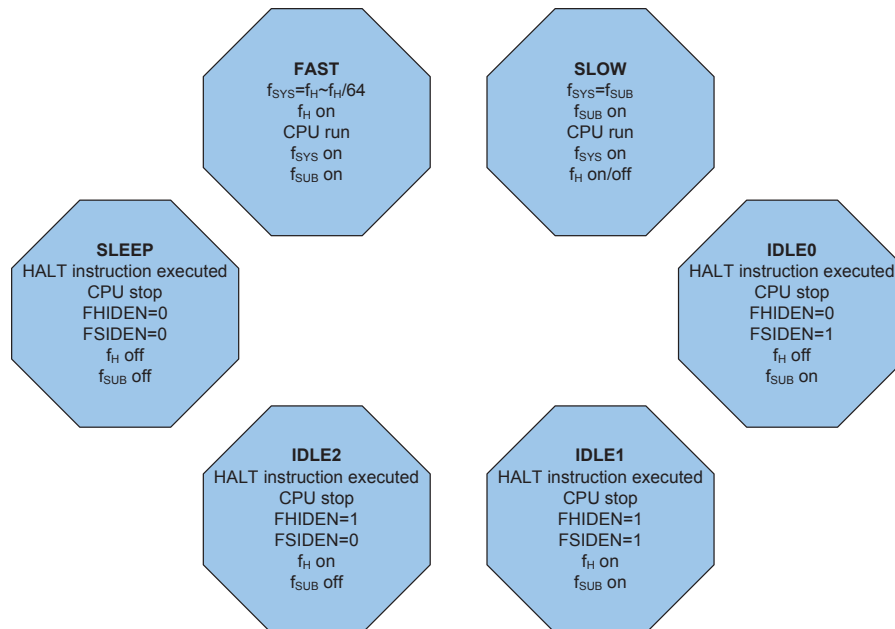 FAST
fSYS=fH~fH/64
fH on
CPU run
fSYS on
fSUB on
SLOW
fSYS=fSUB
fSUB on
CPU run
fSYS on
fH on/off
SLEEP
HALT instruction executed
CPU stop
FHIDEN=0
FSIDEN=0
fH off
fSUB off
IDLE0
HALT instruction executed
CPU stop
FHIDEN=0
FSIDEN=1
fH off
fSUB on
IDLE2
HALT instruction executed
CPU stop
FHIDEN=1
FSIDEN=0
fH on
fSUB off
IDLE1
HALT instruction executed
CPU stop
FHIDEN=1
FSIDEN=1
fH on
fSUB on